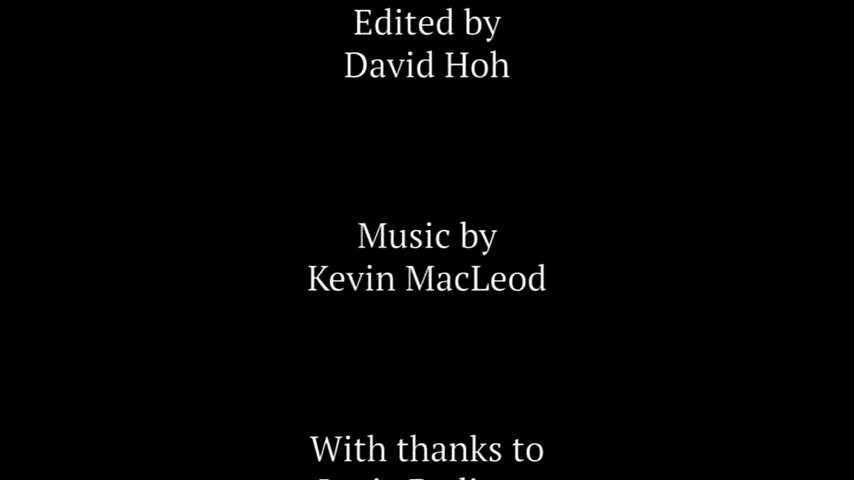 Edited by
David Hoh
Music by
Kevin MacLeod
With thanks to